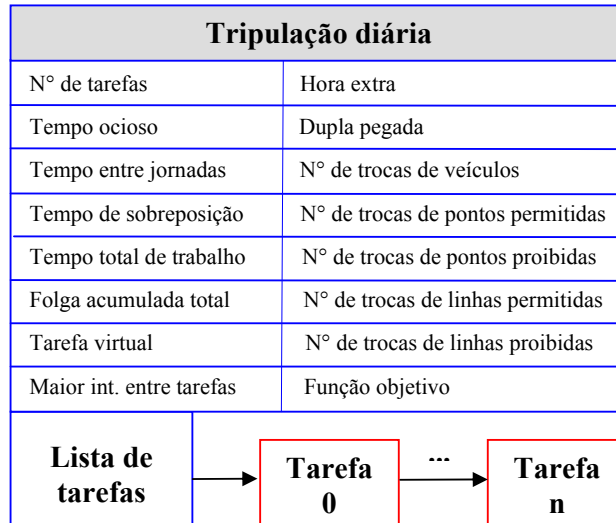 Tripulação diária
N° de tarefas Hora extra
Tempo ocioso Dupla pegada
Tempo entre jornadas N° de trocas de veículos
Tempo de sobreposição N° de trocas de pontos permitidas
Tempo total de trabalho N° de trocas de pontos proibidas
Folga acumulada total N° de trocas de linhas permitidas
Tarefa virtual N° de trocas de linhas proibidas
Maior int. entre tarefas Função objetivo
Lista de
tarefas
Tarefa
0
...
Tarefa
n